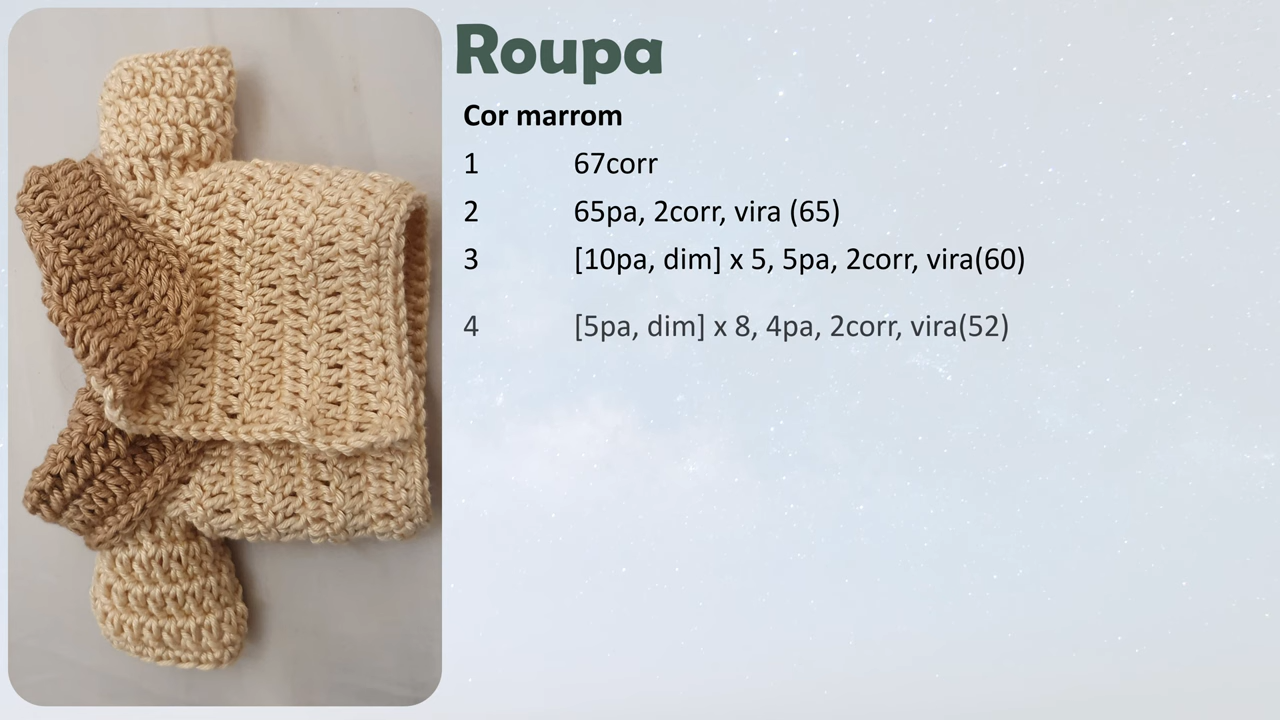 Roupa
Cor marrom
1 67corr
2 65pa, 2corr, vira (65)
3 [10pa, dim] x 5, 5pa, 2corr, vira(60)
4 [5pa, dim] x 8, 4pa, 2corr, vira(52)